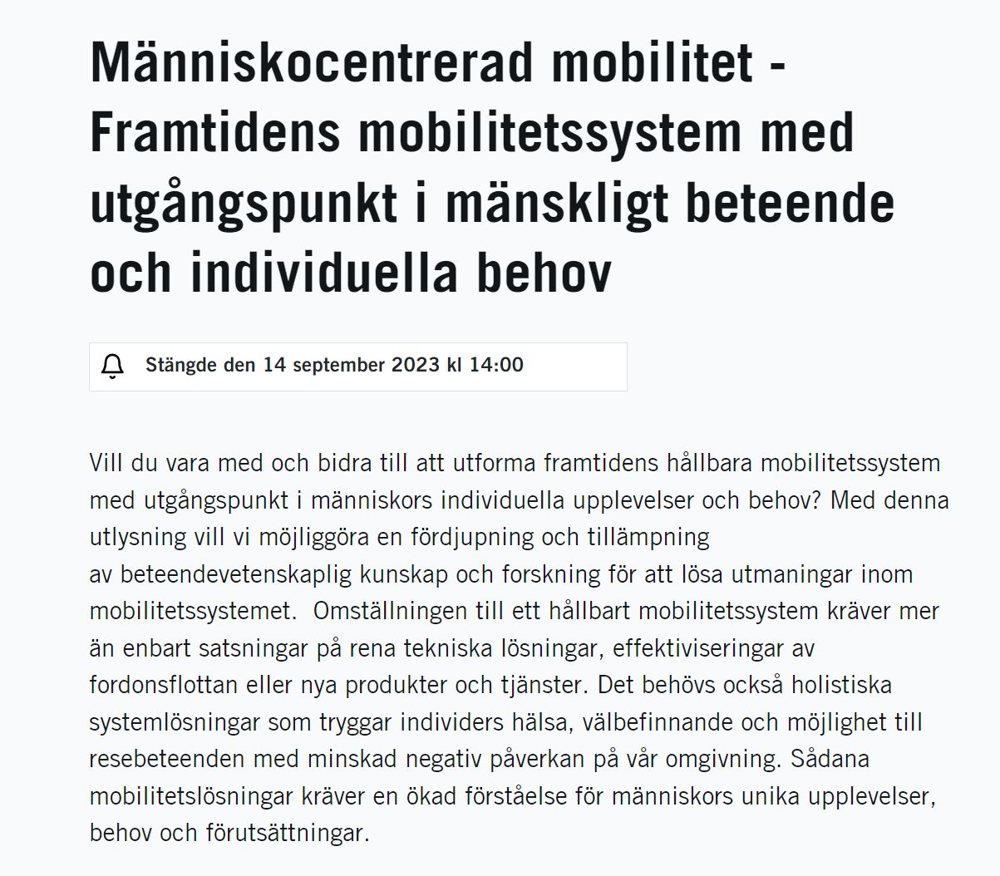 Människocentrerad mobilitet -
Framtidens mobilitetssystem med
utgångspunkt i mänskligt beteende
och individuella behov
Stängde den 14 september 2023 kl 14:00
Vill du vara med och bidra till att utforma framtidens hållbara mobilitetssystem
med utgångspunkt i människors individuella upplevelser och behov? Med denna
utlysning vill vi möjliggöra en fördjupning och tillämpning
av beteendevetenskaplig kunskap och forskning för att lösa utmaningar inom
mobilitetssystemet.  Omställningen till ett hållbart mobilitetssystem kräver mer
än enbart satsningar på rena tekniska lösningar, effektiviseringar av
fordonsflottan eller nya produkter och tjänster. Det behövs också holistiska
systemlösningar som tryggar individers hälsa, välbefinnande och möjlighet till
resebeteenden med minskad negativ påverkan på vår omgivning. Sådana
mobilitetslösningar kräver en ökad förståelse för människors unika upplevelser,
behov och förutsättningar.